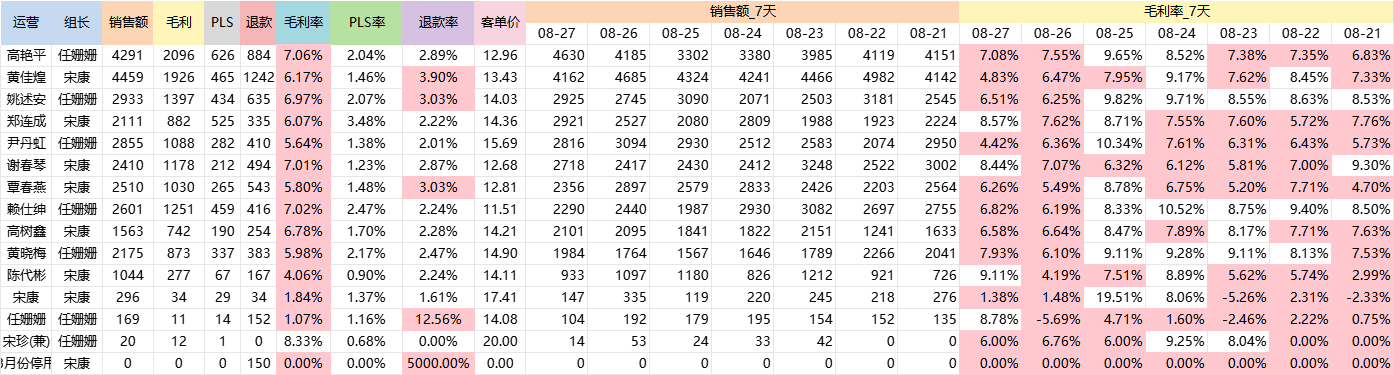 运营 组长 销售额 毛利 PLS 退款 毛利率 PLS率 退款率 客单价 销售额_7天 毛利率_7天
08-27 08-26 08-25 08-24 08-23 08-22 08-21 08-27 08-26 08-25 08-24 08-23 08-22 08-21
高艳平 任姗姗 4291 2096 626 884 7.06% 2.04% 2.89% 12.96 4630 4185 3302 3380 3985 4119 4151 7.08% 7.55% 9.65% 8.52% 7.38% 7.35% 6.83%
黄佳煌 宋康 4459 1926 465 1242 6.17% 1.46% 3.90% 13.43 4162 4685 4324 4241 4466 4982 4142 4.83% 6.47% 7.95% 9.17% 7.62% 8.45% 7.33%
姚述安 任姗姗 2933 1397 434 635 6.97% 2.07% 3.03% 14.03 2925 2745 3090 2071 2503 3181 2545 6.51% 6.25% 9.82% 9.71% 8.55% 8.63% 8.53%
郑连成 宋康 2111 882 525 335 6.07% 3.48% 2.22% 14.36 2921 2527 2080 2809 1988 1923 2224 8.57% 7.62% 8.71% 7.55% 7.60% 5.72% 7.76%
尹丹虹 任姗姗 2855 1088 282 410 5.64% 1.38% 2.01% 15.69 2816 3094 2930 2512 2583 2074 2950 4.42% 6.36% 10.34% 7.61% 6.31% 6.43% 5.73%
谢春琴 宋康 2410 1178 212 494 7.01% 1.23% 2.87% 12.68 2718 2417 2430 2412 3248 2522 3002 8.44% 7.07% 6.32% 6.12% 5.81% 7.00% 9.30%
覃春燕 宋康 2510 1030 265 543 5.80% 1.48% 3.03% 12.81 2356 2897 2579 2833 2426 2203 2564 6.26% 5.49% 8.78% 6.75% 5.20% 7.71% 4.70%
赖仕绅 任姗姗 2601 1251 459 416 7.02% 2.47% 2.24% 11.51 2290 2440 1987 2930 3082 2697 2755 6.82% 6.19% 8.33% 10.52% 8.75% 9.40% 8.50%
高树鑫 宋康 1563 742 190 254 6.78% 1.70% 2.28% 14.21 2101 2095 1841 1822 2151 1241 1633 6.58% 6.64% 8.47% 7.89% 8.17% 7.71% 7.63%
黄晓梅 任姗姗 2175 873 337 383 5.98% 2.17% 2.47% 14.90 1984 1764 1567 1646 1789 2266 2041 7.93% 6.10% 9.11% 9.28% 9.11% 8.13% 7.53%
陈代彬 宋康 1044 277 67 167 4.06% 0.90% 2.24% 14.11 933 1097 1180 826 1212 921 726 9.11% 4.19% 7.51% 8.89% 5.62% 5.74% 2.99%
宋康 宋康 296 34 29 34 1.84% 1.37% 1.61% 17.41 147 335 119 220 245 218 276 1.38% 1.48% 19.51% 8.06% -5.26% 2.31% -2.33%
任姗姗 任姗姗 169 11 14 152 1.07% 1.16% 12.56% 14.08 104 192 179 195 154 152 135 8.78% -5.69% 4.71% 1.60% -2.46% 2.22% 0.75%
宋珍(兼) 任姗姗 20 12 1 0 8.33% 0.68% 0.00% 20.00 14 53 24 33 42 0 0 6.00% 6.76% 6.00% 9.25% 8.04% 0.00% 0.00%
月份停用 宋康 0 0 0 150 0.00% 0.00% 5000.00% 0.00 0 0 0 0 0 0 0 0.00% 0.00% 0.00% 0.00% 0.00% 0.00% 0.00%